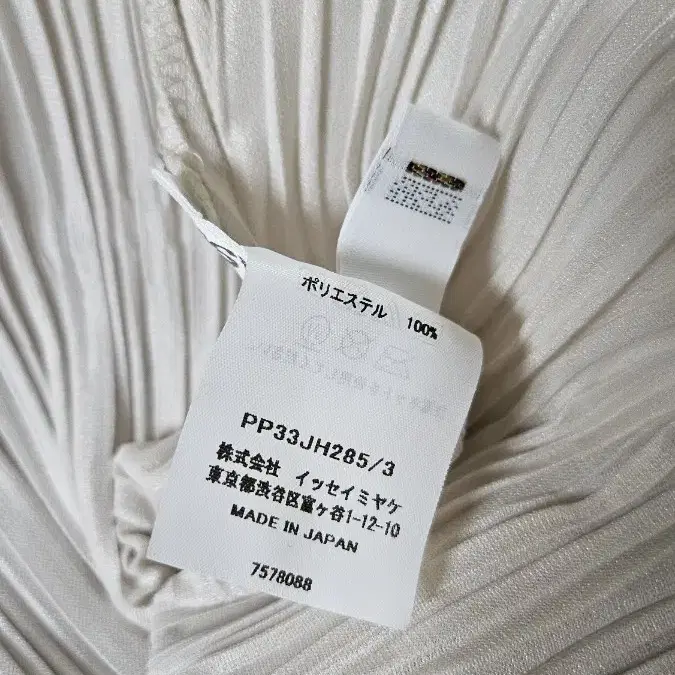 ポリエステル 100%
PP33JH285/3
株式会社 イッセイミヤケ
東京都渋谷区富ヶ谷1-12-10
MADE IN JAPAN
7578088